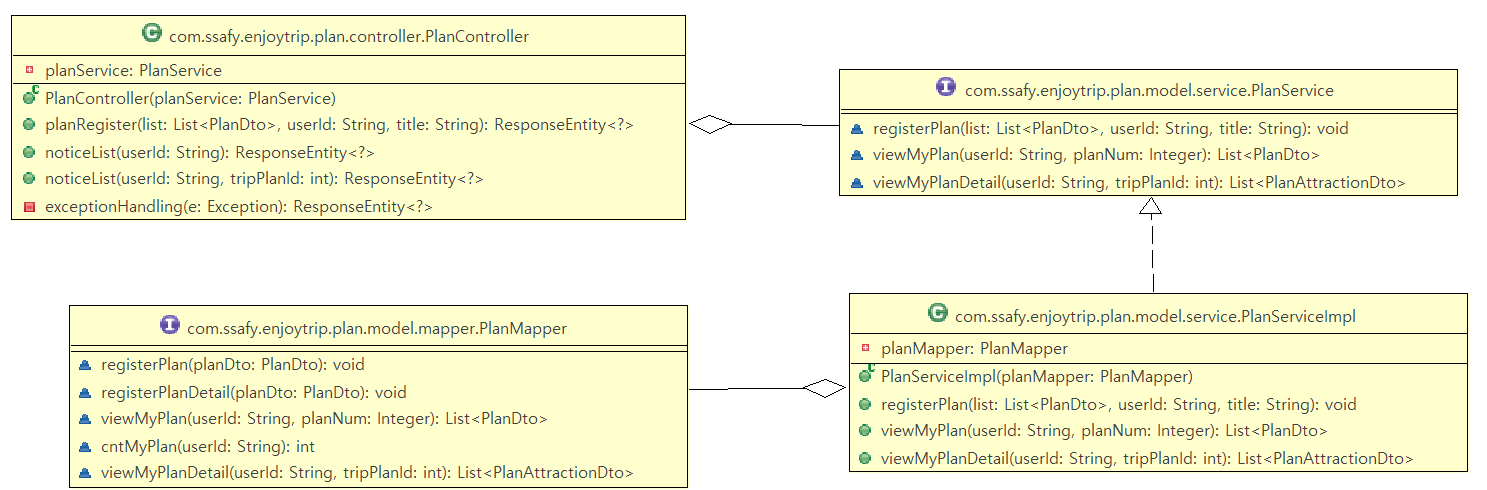 C com.ssafy.enjoytrip.plan.controller.PlanController
planService: PlanService
C PlanController(planService: PlanService)
planRegister(list: List<PlanDto>, userId: String, title: String): ResponseEntity<?>
noticeList(userId: String): ResponseEntity<?>
noticeList(userId: String, tripPlanId: int): ResponseEntity<?>
exceptionHandling(e: Exception): ResponseEntity<?>
I com.ssafy.enjoytrip.plan.model.service.PlanService
registerPlan(list: List<PlanDto>, userId: String, title: String): void
viewMyPlan(userId: String, planNum: Integer): List<PlanDto>
viewMyPlanDetail(userId: String, tripPlanId: int): List<PlanAttractionDto>
I com.ssafy.enjoytrip.plan.model.mapper.PlanMapper
registerPlan(planDto: PlanDto): void
registerPlanDetail(planDto: PlanDto): void
viewMyPlan(userId: String, planNum: Integer): List<PlanDto>
cntMyPlan(userId: String): int
viewMyPlanDetail(userId: String, tripPlanId: int): List<PlanAttractionDto>
C com.ssafy.enjoytrip.plan.model.service.PlanServiceImpl
planMapper: PlanMapper
C PlanServiceImpl(planMapper: PlanMapper)
registerPlan(list: List<PlanDto>, userId: String, title: String): void
viewMyPlan(userId: String, planNum: Integer): List<PlanDto>
viewMyPlanDetail(userId: String, tripPlanId: int): List<PlanAttractionDto>